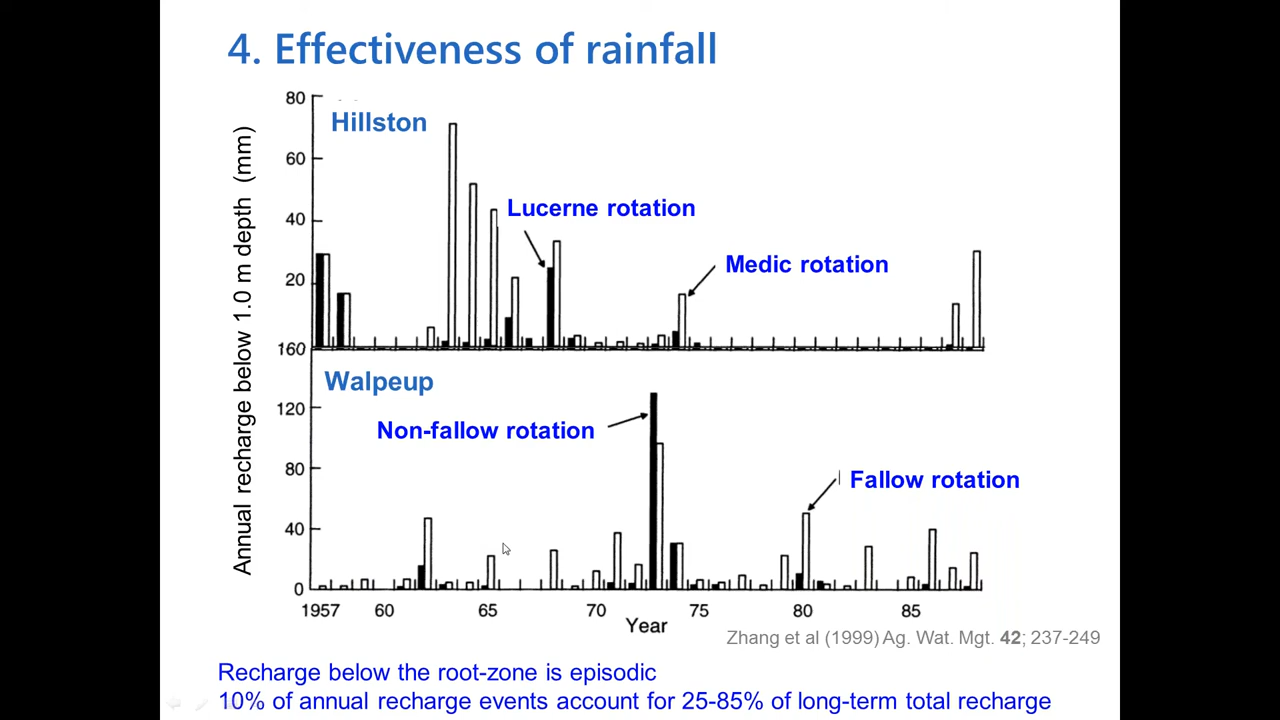 4. Effectiveness of rainfall
Annual recharge below 1.0 m depth (mm)
80
60
40
20
Hillston
Lucerne rotation
Medic rotation
160
120
80
40
0
Walpeup
Non-fallow rotation
Fallow rotation
1957 60 65 70 75 80 85
Year
Zhang et al (1999) Ag. Wat. Mgt. 42; 237-249
Recharge below the root-zone is episodic
10% of annual recharge events account for 25-85% of long-term total recharge